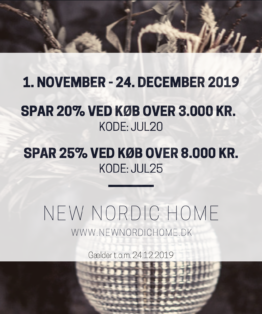 1. NOVEMBER - 24. DECEMBER 2019
SPAR 20% VED KØB OVER 3.000 KR.
KODE: JUL20
SPAR 25% VED KØB OVER 8.000 KR.
KODE: JUL25
NEW NORDIC HOME
WWW.NEWNORDICHOME.DK
Gælder t.o.m. 24.12.2019